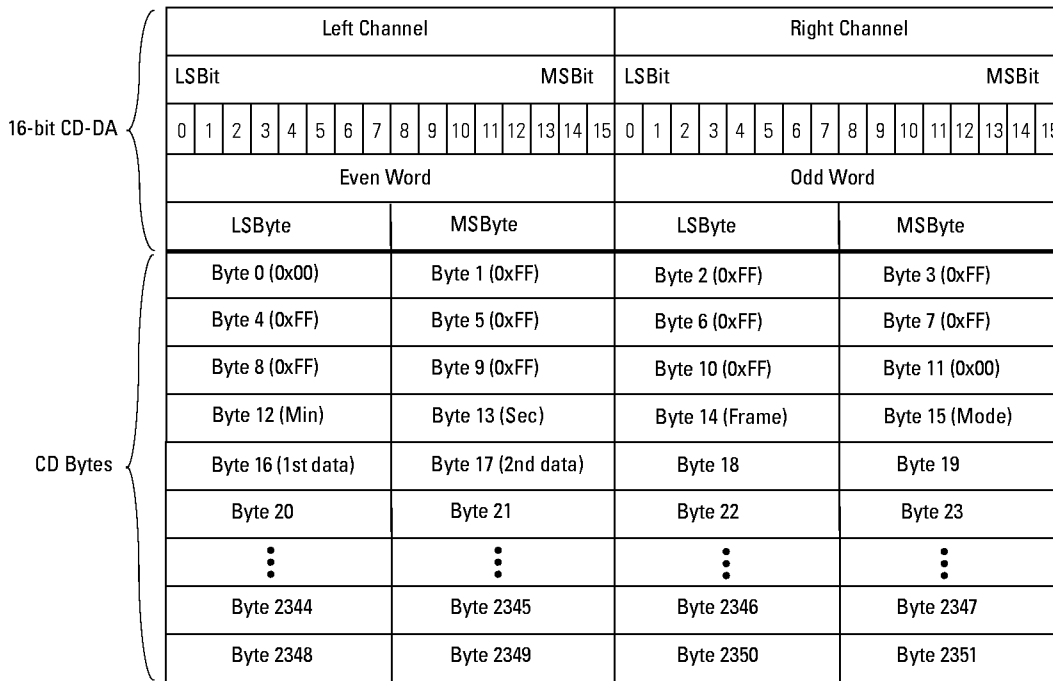 Left Channel Right Channel
LSBit MSBit LSBit MSBit
16-bit CD-DA
0 1 2 3 4 5 6 7 8 9 10 11 12 13 14 15 0 1 2 3 4 5 6 7 8 9 10 11 12 13 14 15
Even Word Odd Word
LSByte MSByte LSByte MSByte
Byte 0 (0x00) Byte 1 (0xFF) Byte 2 (0xFF) Byte 3 (0xFF)
Byte 4 (0xFF) Byte 5 (0xFF) Byte 6 (0xFF) Byte 7 (0xFF)
Byte 8 (0xFF) Byte 9 (0xFF) Byte 10 (0xFF) Byte 11 (0x00)
Byte 12 (Min) Byte 13 (Sec) Byte 14 (Frame) Byte 15 (Mode)
CD Bytes
Byte 16 (1st data) Byte 17 (2nd data) Byte 18 Byte 19
Byte 20 Byte 21 Byte 22 Byte 23
Byte 2344 Byte 2345 Byte 2346 Byte 2347
Byte 2348 Byte 2349 Byte 2350 Byte 2351